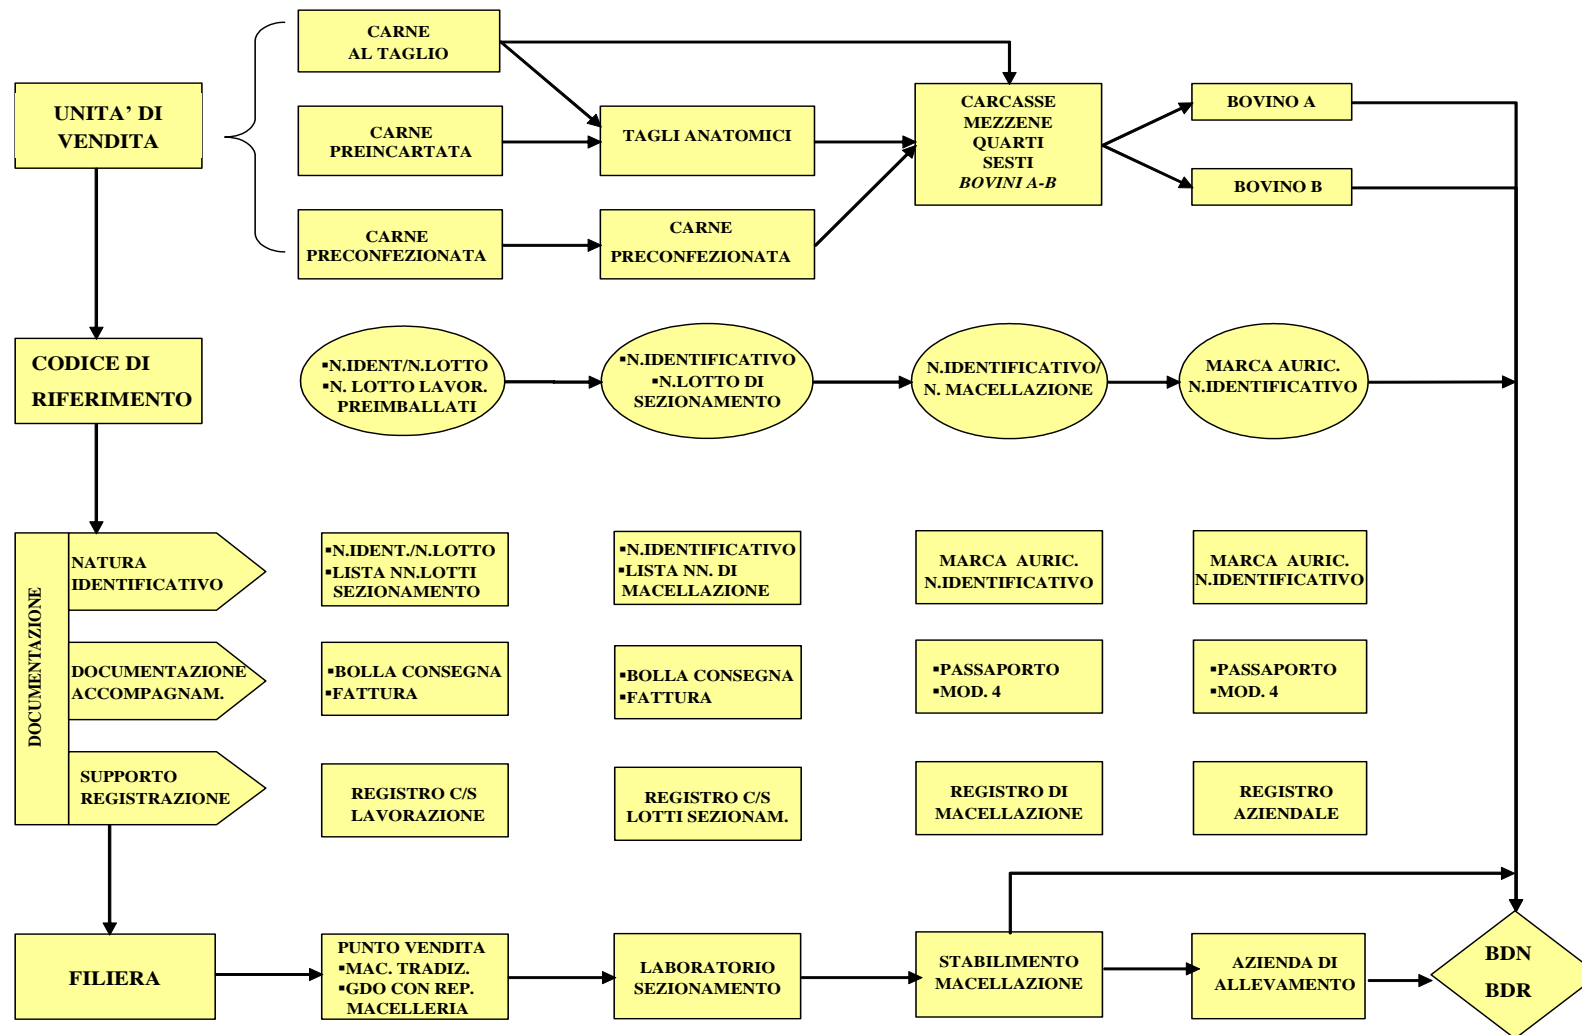 CARNE
AL TAGLIO
UNITA’ DI
VENDITA
CARNE
PREINCARTATA
TAGLI ANATOMICI
CARCASSE
MEZZENE
QUARTI
SESTI
BOVINI A-B
BOVINO A
BOVINO B
CARNE
PRECONFEZIONATA
CARNE
PRECONFEZIONATA
CODICE DI
RIFERIMENTO
▪N.IDENT/N.LOTTO
▪N. LOTTO LAVOR.
PREIMBALLATI
▪N.IDENTIFICATIVO
▪N.LOTTO DI
SEZIONAMENTO
N.IDENTIFICATIVO/
N. MACELLAZIONE
MARCA AURIC.
N.IDENTIFICATIVO
DOCUMENTAZIONE
NATURA
IDENTIFICATIVO
▪N.IDENT./N.LOTTO
▪LISTA NN.LOTTI
SEZIONAMENTO
▪N.IDENTIFICATIVO
▪LISTA NN. DI
MACELLAZIONE
MARCA AURIC.
N.IDENTIFICATIVO
MARCA AURIC.
N.IDENTIFICATIVO
DOCUMENTAZIONE
ACCOMPAGNAM.
▪BOLLA CONSEGNA
▪FATTURA
▪BOLLA CONSEGNA
▪FATTURA
▪PASSAPORTO
▪MOD. 4
▪PASSAPORTO
▪MOD. 4
SUPPORTO
REGISTRAZIONE
REGISTRO C/S
LAVORAZIONE
REGISTRO C/S
LOTTI SEZIONAM.
REGISTRO DI
MACELLAZIONE
REGISTRO
AZIENDALE
FILIERA
PUNTO VENDITA
▪MAC. TRADIZ.
▪GDO CON REP.
MACELLERIA
LABORATORIO
SEZIONAMENTO
STABILIMENTO
MACELLAZIONE
AZIENDA DI
ALLEVAMENTO
BDN
BDR